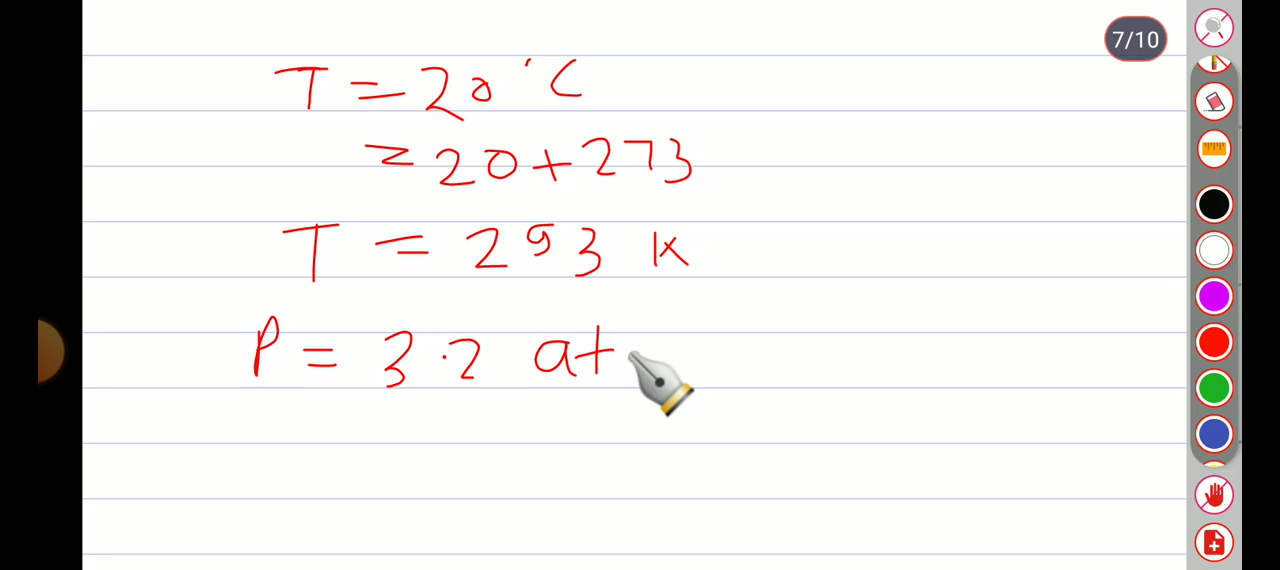 7/10
T = 20°C
= 20+273
T = 293 K
P = 3.2 at